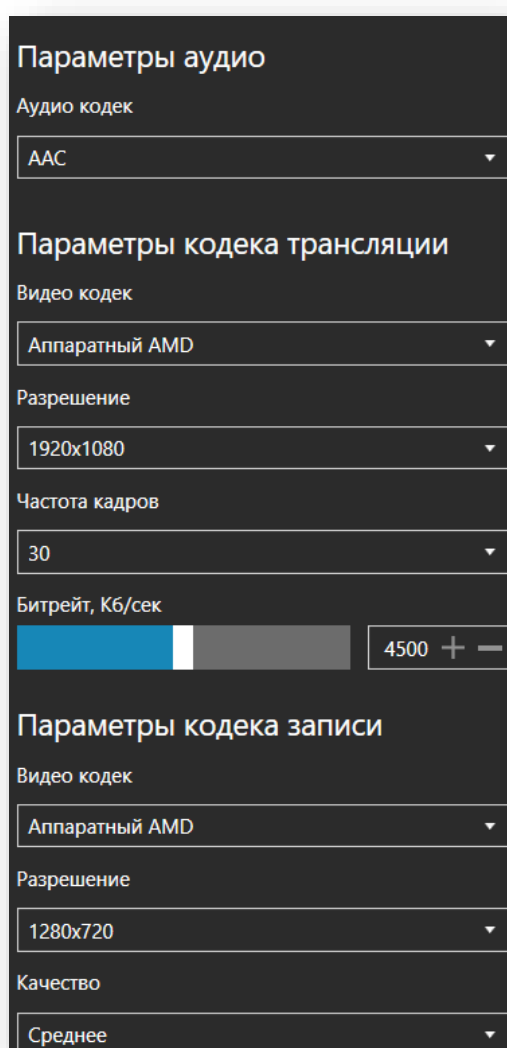 Параметры аудио
Аудио кодек
AAC
Параметры кодека трансляции
Видео кодек
Аппаратный AMD
Разрешение
1920x1080
Частота кадров
30
Битрейт, Кб/сек
4500
Параметры кодека записи
Видео кодек
Аппаратный AMD
Разрешение
1280x720
Качество
Среднее